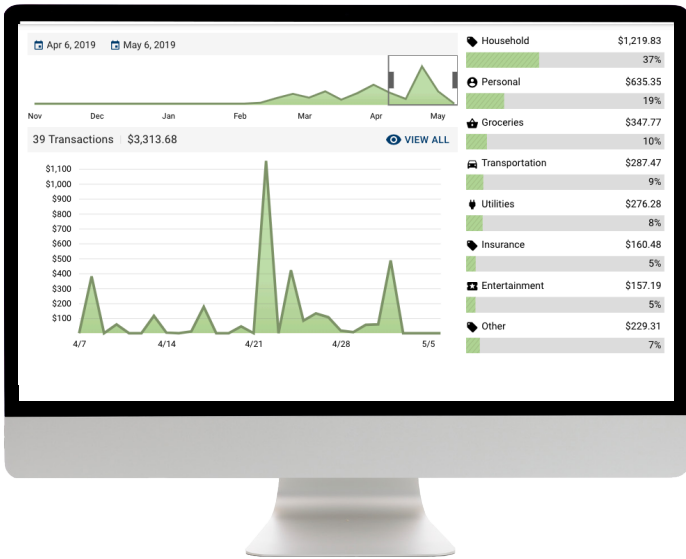 Apr 6, 2019 May 6, 2019
Nov Dec Jan Feb Mar Apr May
39 Transactions $3,313.68 VIEW ALL
$1,100
$1,000
$900
$800
$700
$600
$500
$400
$300
$200
$100
4/7 4/14 4/21 4/28 5/5
Household $1,219.83
37%
Personal $635.35
19%
Groceries $347.77
10%
Transportation $287.47
9%
Utilities $276.28
8%
Insurance $160.48
5%
Entertainment $157.19
5%
Other $229.31
7%